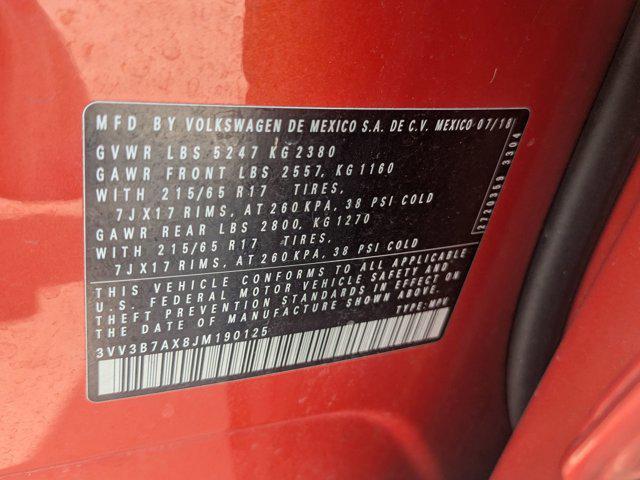 MFD BY VOLKSWAGEN DE MEXICO S.A. DE C.V. MEXICO 07/18
GVWR LBS 5247 KG 2380
GAWR FRONT LBS 2557, KG 1160
WITH 215/65 R17 TIRES,
7JX17 RIMS, AT 260 KPA, 38 PSI COLD
GAWR REAR LBS 2800, KG 1270
WITH 215/65 R17 TIRES,
7JX17 RIMS, AT 260 KPA, 38 PSI COLD
THIS VEHICLE CONFORMS TO ALL APPLICABLE
U.S. FEDERAL MOTOR VEHICLE SAFETY AND
THEFT PREVENTION STANDARDS IN EFFECT ON
THE DATE OF MANUFACTURE SHOWN ABOVE.
3VV3B7AX8JM190125 TYPE: MPV
2720359 3304